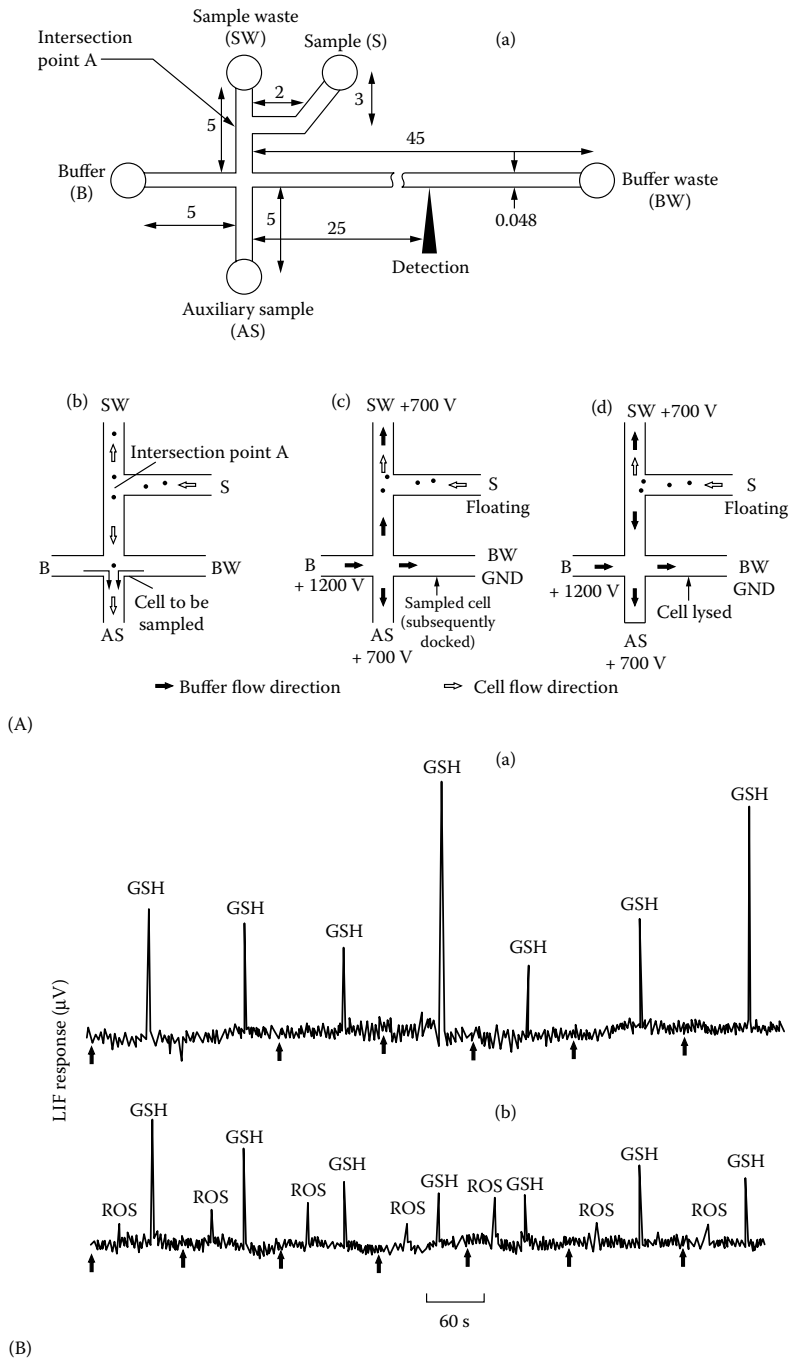 Sample waste
(SW)
Sample (S)
(a)
Intersection
point A
2
3
5
45
Buffer
(B)
Buffer waste
(BW)
5
5
25
0.048
Detection
Auxiliary sample
(AS)
(b)
SW
Intersection point A
S
B
BW
Cell to be
sampled
AS
(c)
SW +700 V
S
Floating
B
+ 1200 V
BW
GND
Sampled cell
(subsequently
docked)
AS
+ 700 V
(d)
SW +700 V
S
Floating
B
+ 1200 V
BW
GND
Cell lysed
AS
+ 700 V
Buffer flow direction
Cell flow direction
(A)
(a)
GSH
GSH
GSH
GSH
GSH
GSH
GSH
LIF response (μV)
(b)
ROS
GSH
ROS
GSH
ROS
GSH
ROS
GSH
ROS
GSH
ROS
GSH
ROS
GSH
60 s
(B)